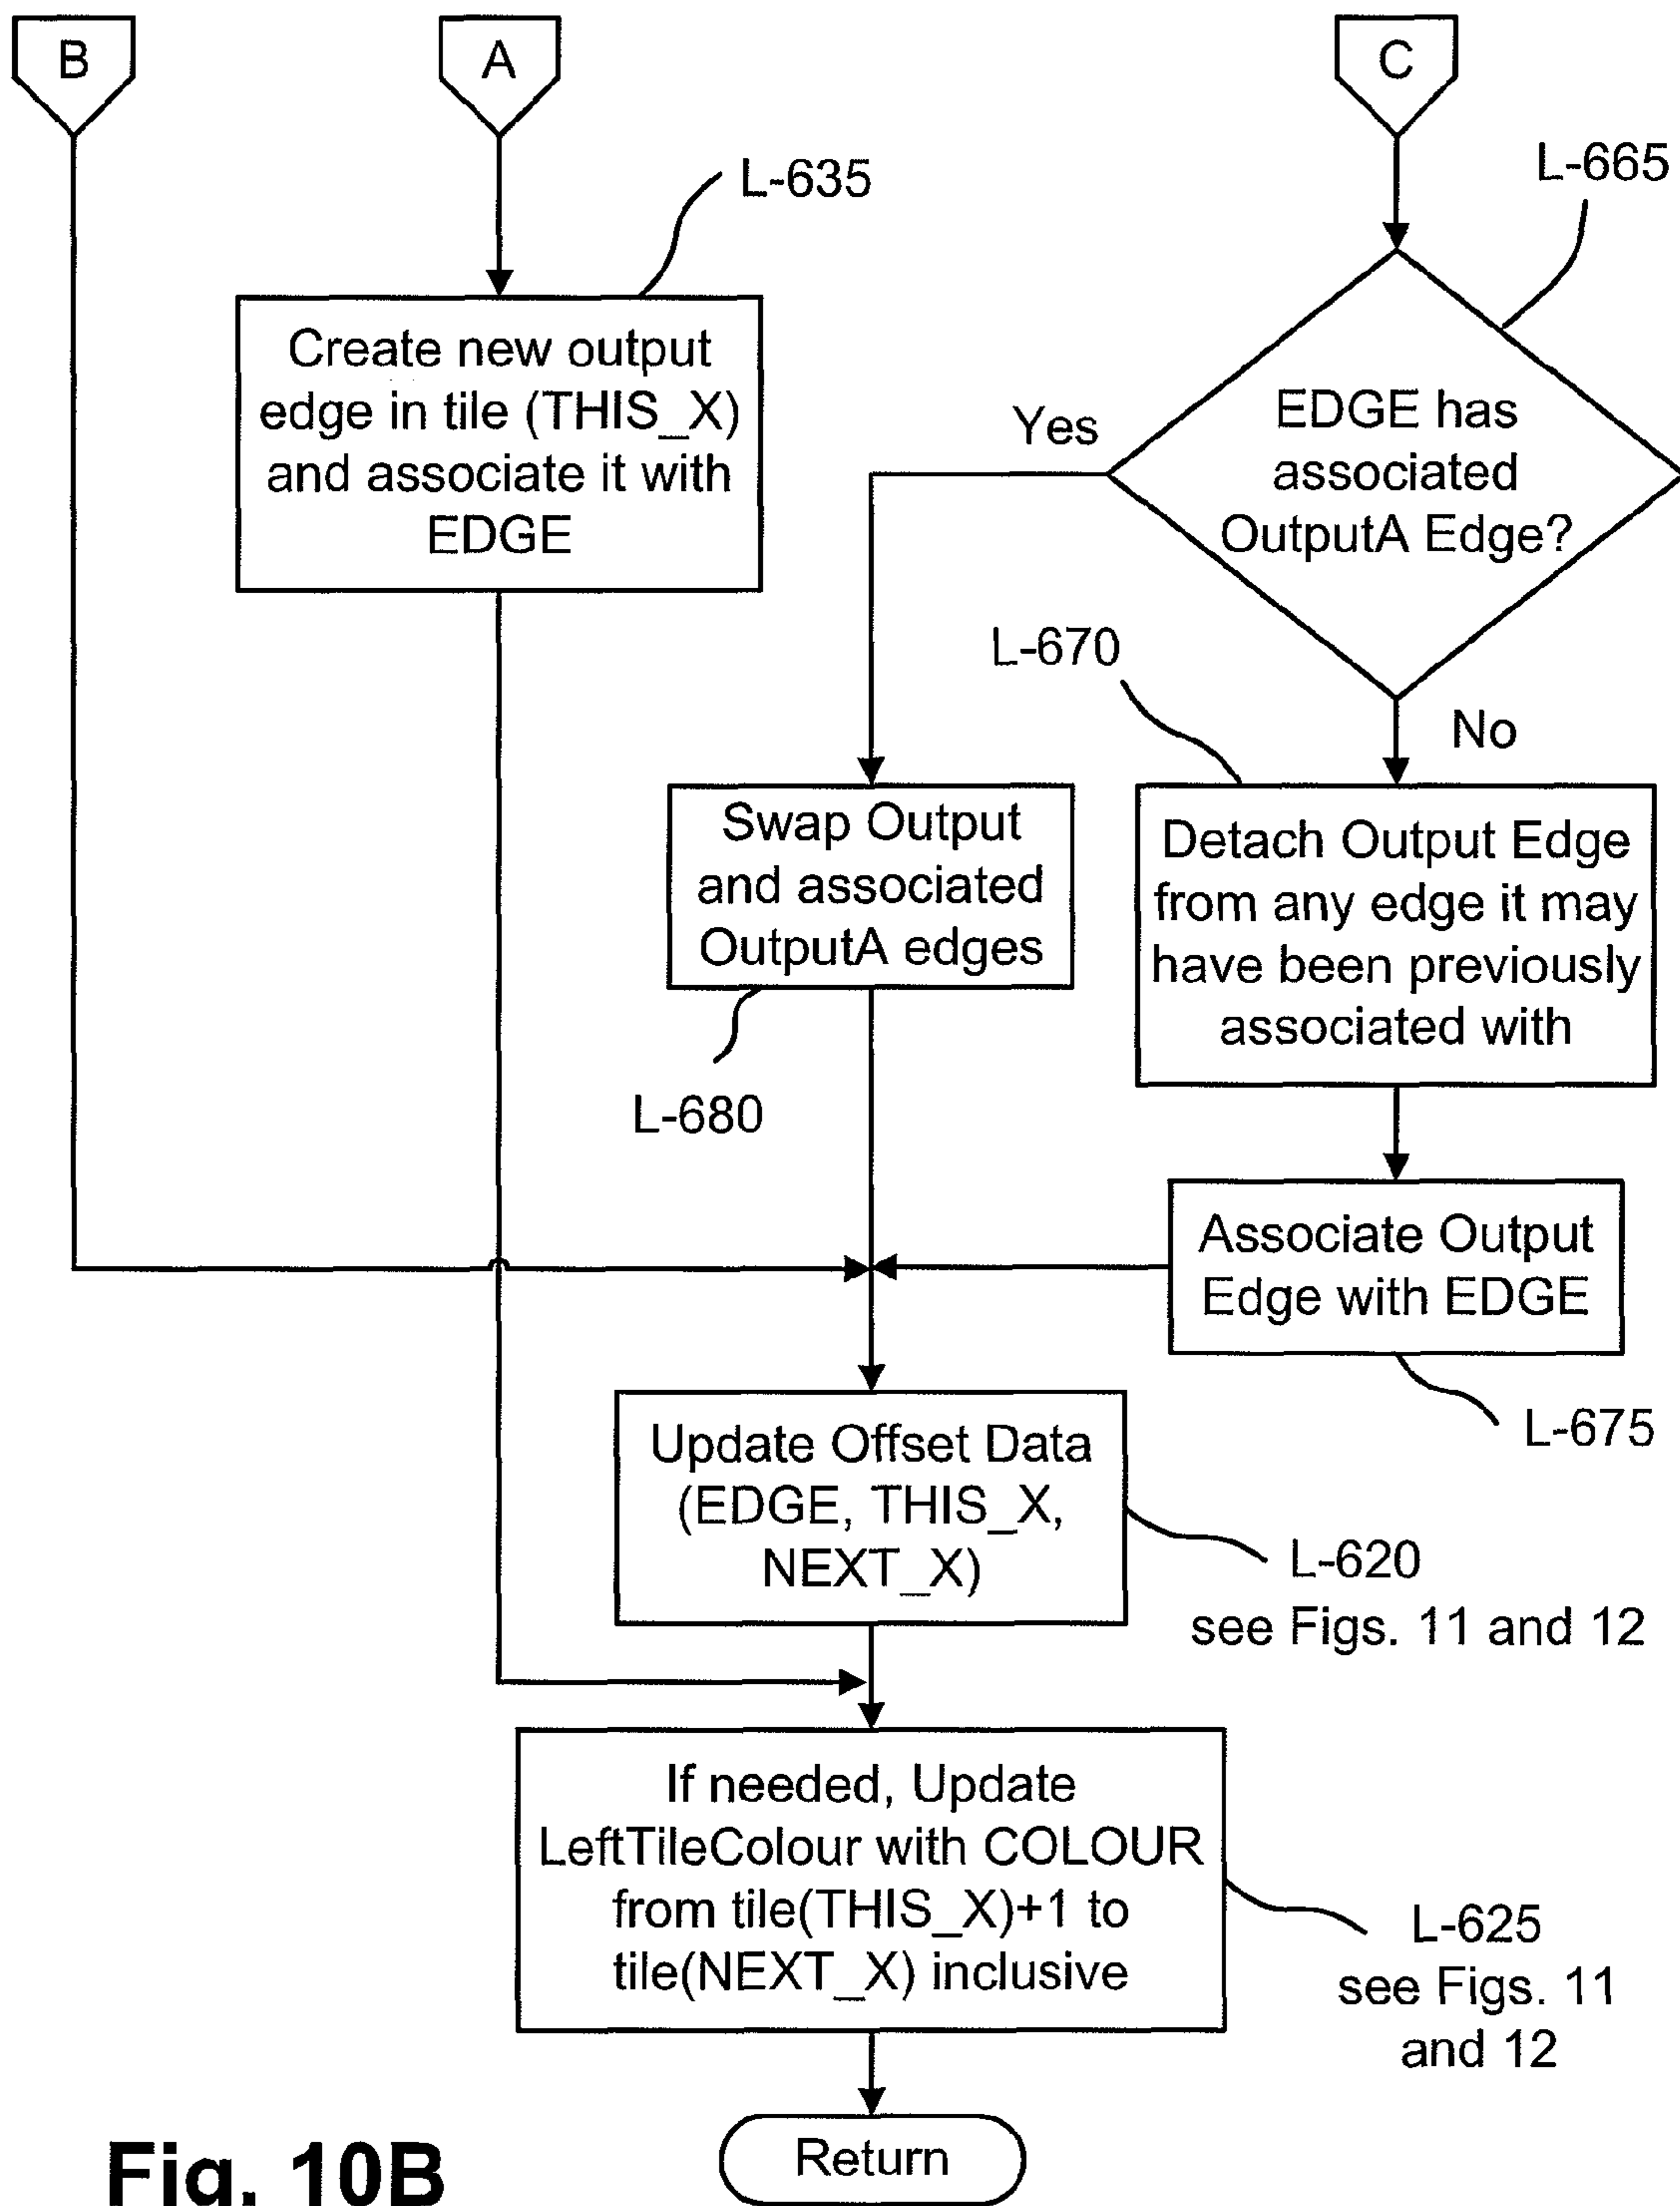 B
A
C
L-635
L-665
Create new output
edge in tile (THIS_X)
and associate it with
EDGE
Yes
EDGE has
associated
OutputA Edge?
L-670
No
Swap Output
and associated
OutputA edges
Detach Output Edge
from any edge it may
have been previously
associated with
L-680
Associate Output
Edge with EDGE
L-675
Update Offset Data
(EDGE, THIS_X,
NEXT_X)
L-620
see Figs. 11 and 12
If needed, Update
LeftTileColour with COLOUR
from tile(THIS_X)+1 to
tile(NEXT_X) inclusive
L-625
see Figs. 11
and 12
Return
Fig. 10B